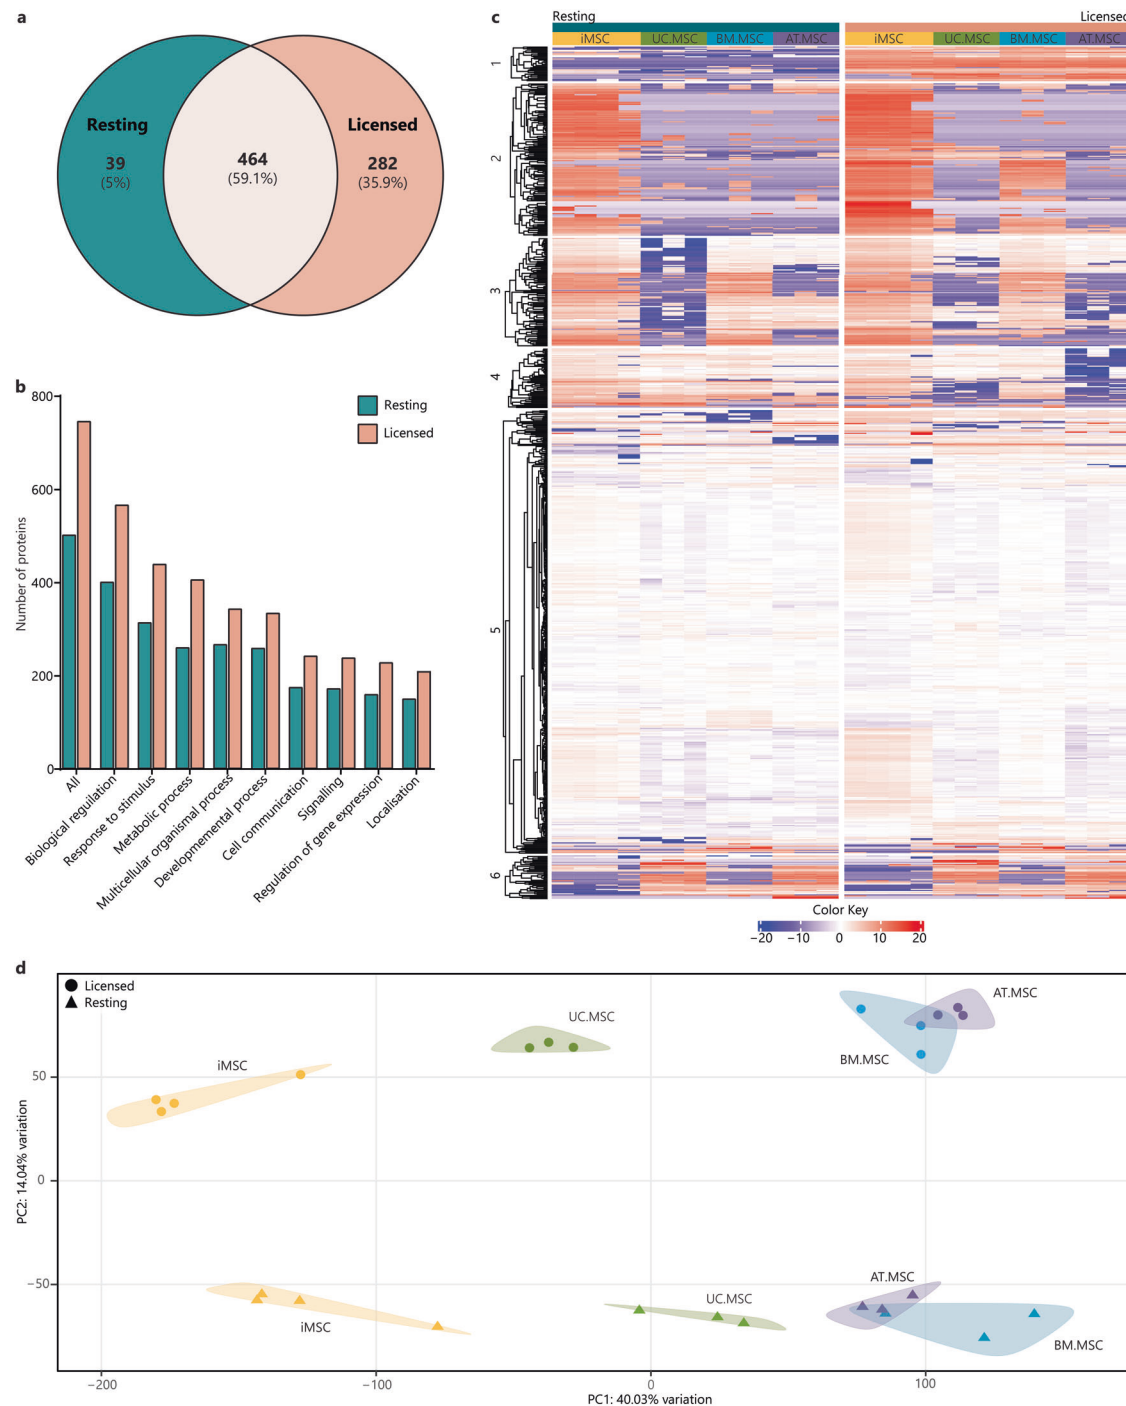 a
Resting
39
(5%)
464
(59.1%)
Licensed
282
(35.9%)
b
800
600
400
200
0
Number of proteins
Resting
Licensed
All
Biological regulation
Response to stimulus
Metabolic process
Multicellular organismal process
Developmental process
Cell communication
Signalling
Regulation of gene expression
Localisation
c
Resting
Licensed
iMSC UC.MSC BM.MSC AT.MSC iMSC UC.MSC BM.MSC AT.MSC
1
2
3
4
5
6
Color Key
−20 −10 0 10 20
d
Licensed
Resting
iMSC
UC.MSC
AT.MSC
BM.MSC
iMSC
UC.MSC
AT.MSC
BM.MSC
50
0
−50
PC2: 14.04% variation
−200 −100 0 100
PC1: 40.03% variation